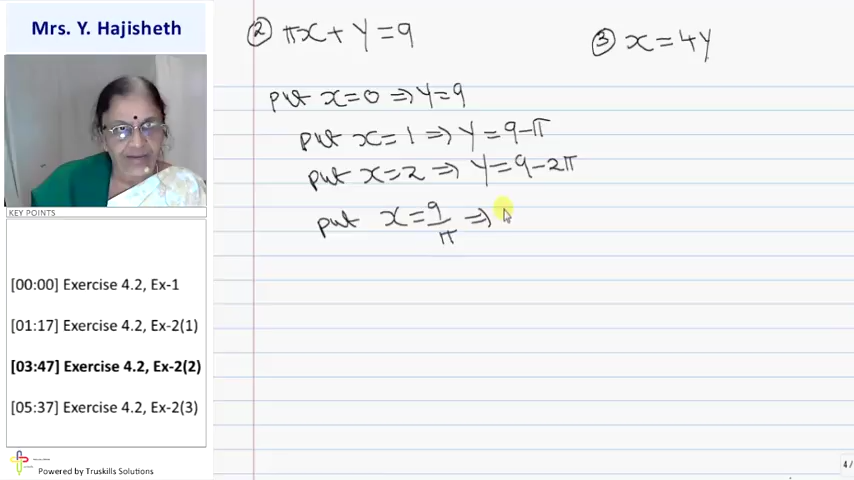 Mrs. Y. Hajisheth
② πx + y = 9
③ x = 4y
put x = 0 ⇒ y = 9
put x = 1 ⇒ y = 9 - π
put x = 2 ⇒ y = 9 - 2π
put x = 9/π ⇒
KEY POINTS
[00:00] Exercise 4.2, Ex-1
[01:17] Exercise 4.2, Ex-2(1)
[03:47] Exercise 4.2, Ex-2(2)
[05:37] Exercise 4.2, Ex-2(3)
Powered by Truskills Solutions
4/